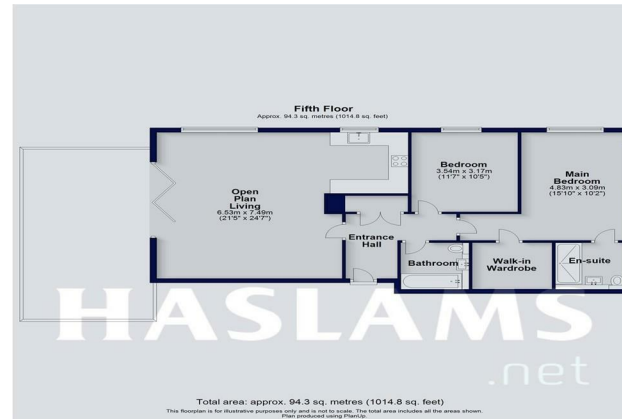 Fifth Floor
Approx. 94.3 sq. metres (1014.8 sq. feet)
Bedroom
3.54m x 3.17m
(11'7" x 10'5")
Main
Bedroom
4.83m x 3.09m
(15'10" x 10'2")
Open
Plan
Living
6.53m x 7.49m
(21'5" x 24'7")
Entrance
Hall
Bathroom
Walk-in
Wardrobe
En-suite
HASLAMS
.net
Total area: approx. 94.3 sq. metres (1014.8 sq. feet)
This floorplan is for illustrative purposes only and is not to scale. The total area includes all the areas shown.
Plan produced using PlanUp.